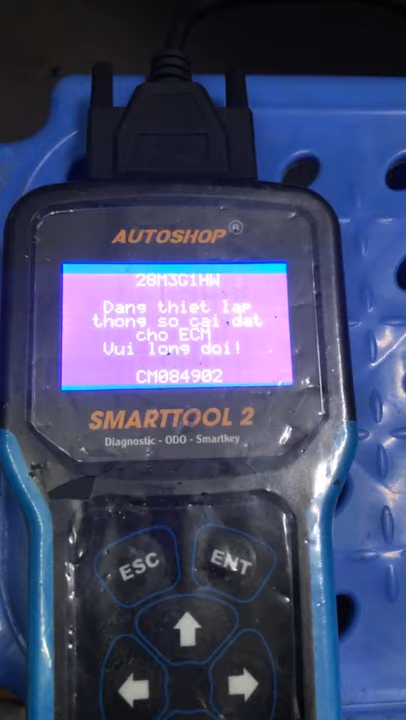 AUTOSHOP®
28M3G1HW
Dang thiet lap
thong so cai dat
cho ECM
Vui long doi!
CM084902
SMARTTOOL 2
Diagnostic - ODO - Smartkey
ESC
ENT